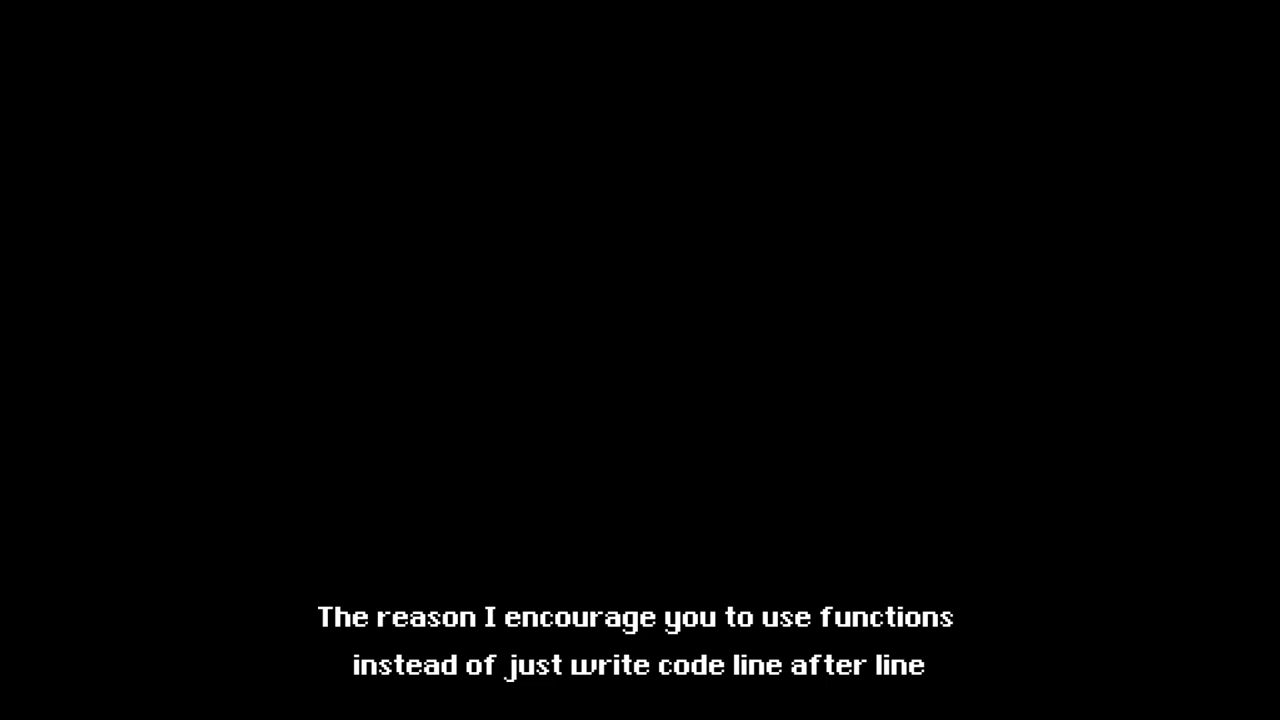 The reason I encourage you to use functions
instead of just write code line after line